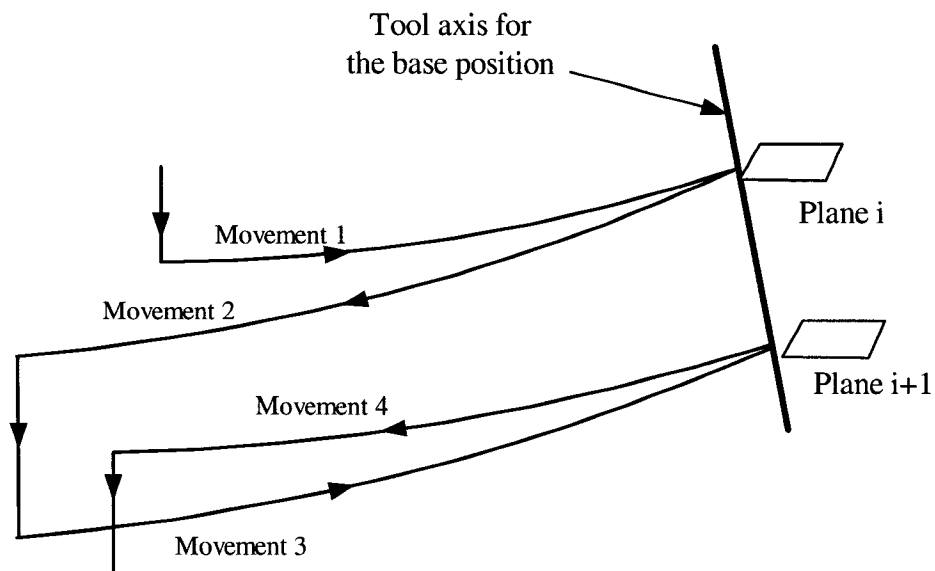 Tool axis for
the base position
Plane i
Movement 1
Movement 2
Plane i+1
Movement 4
Movement 3